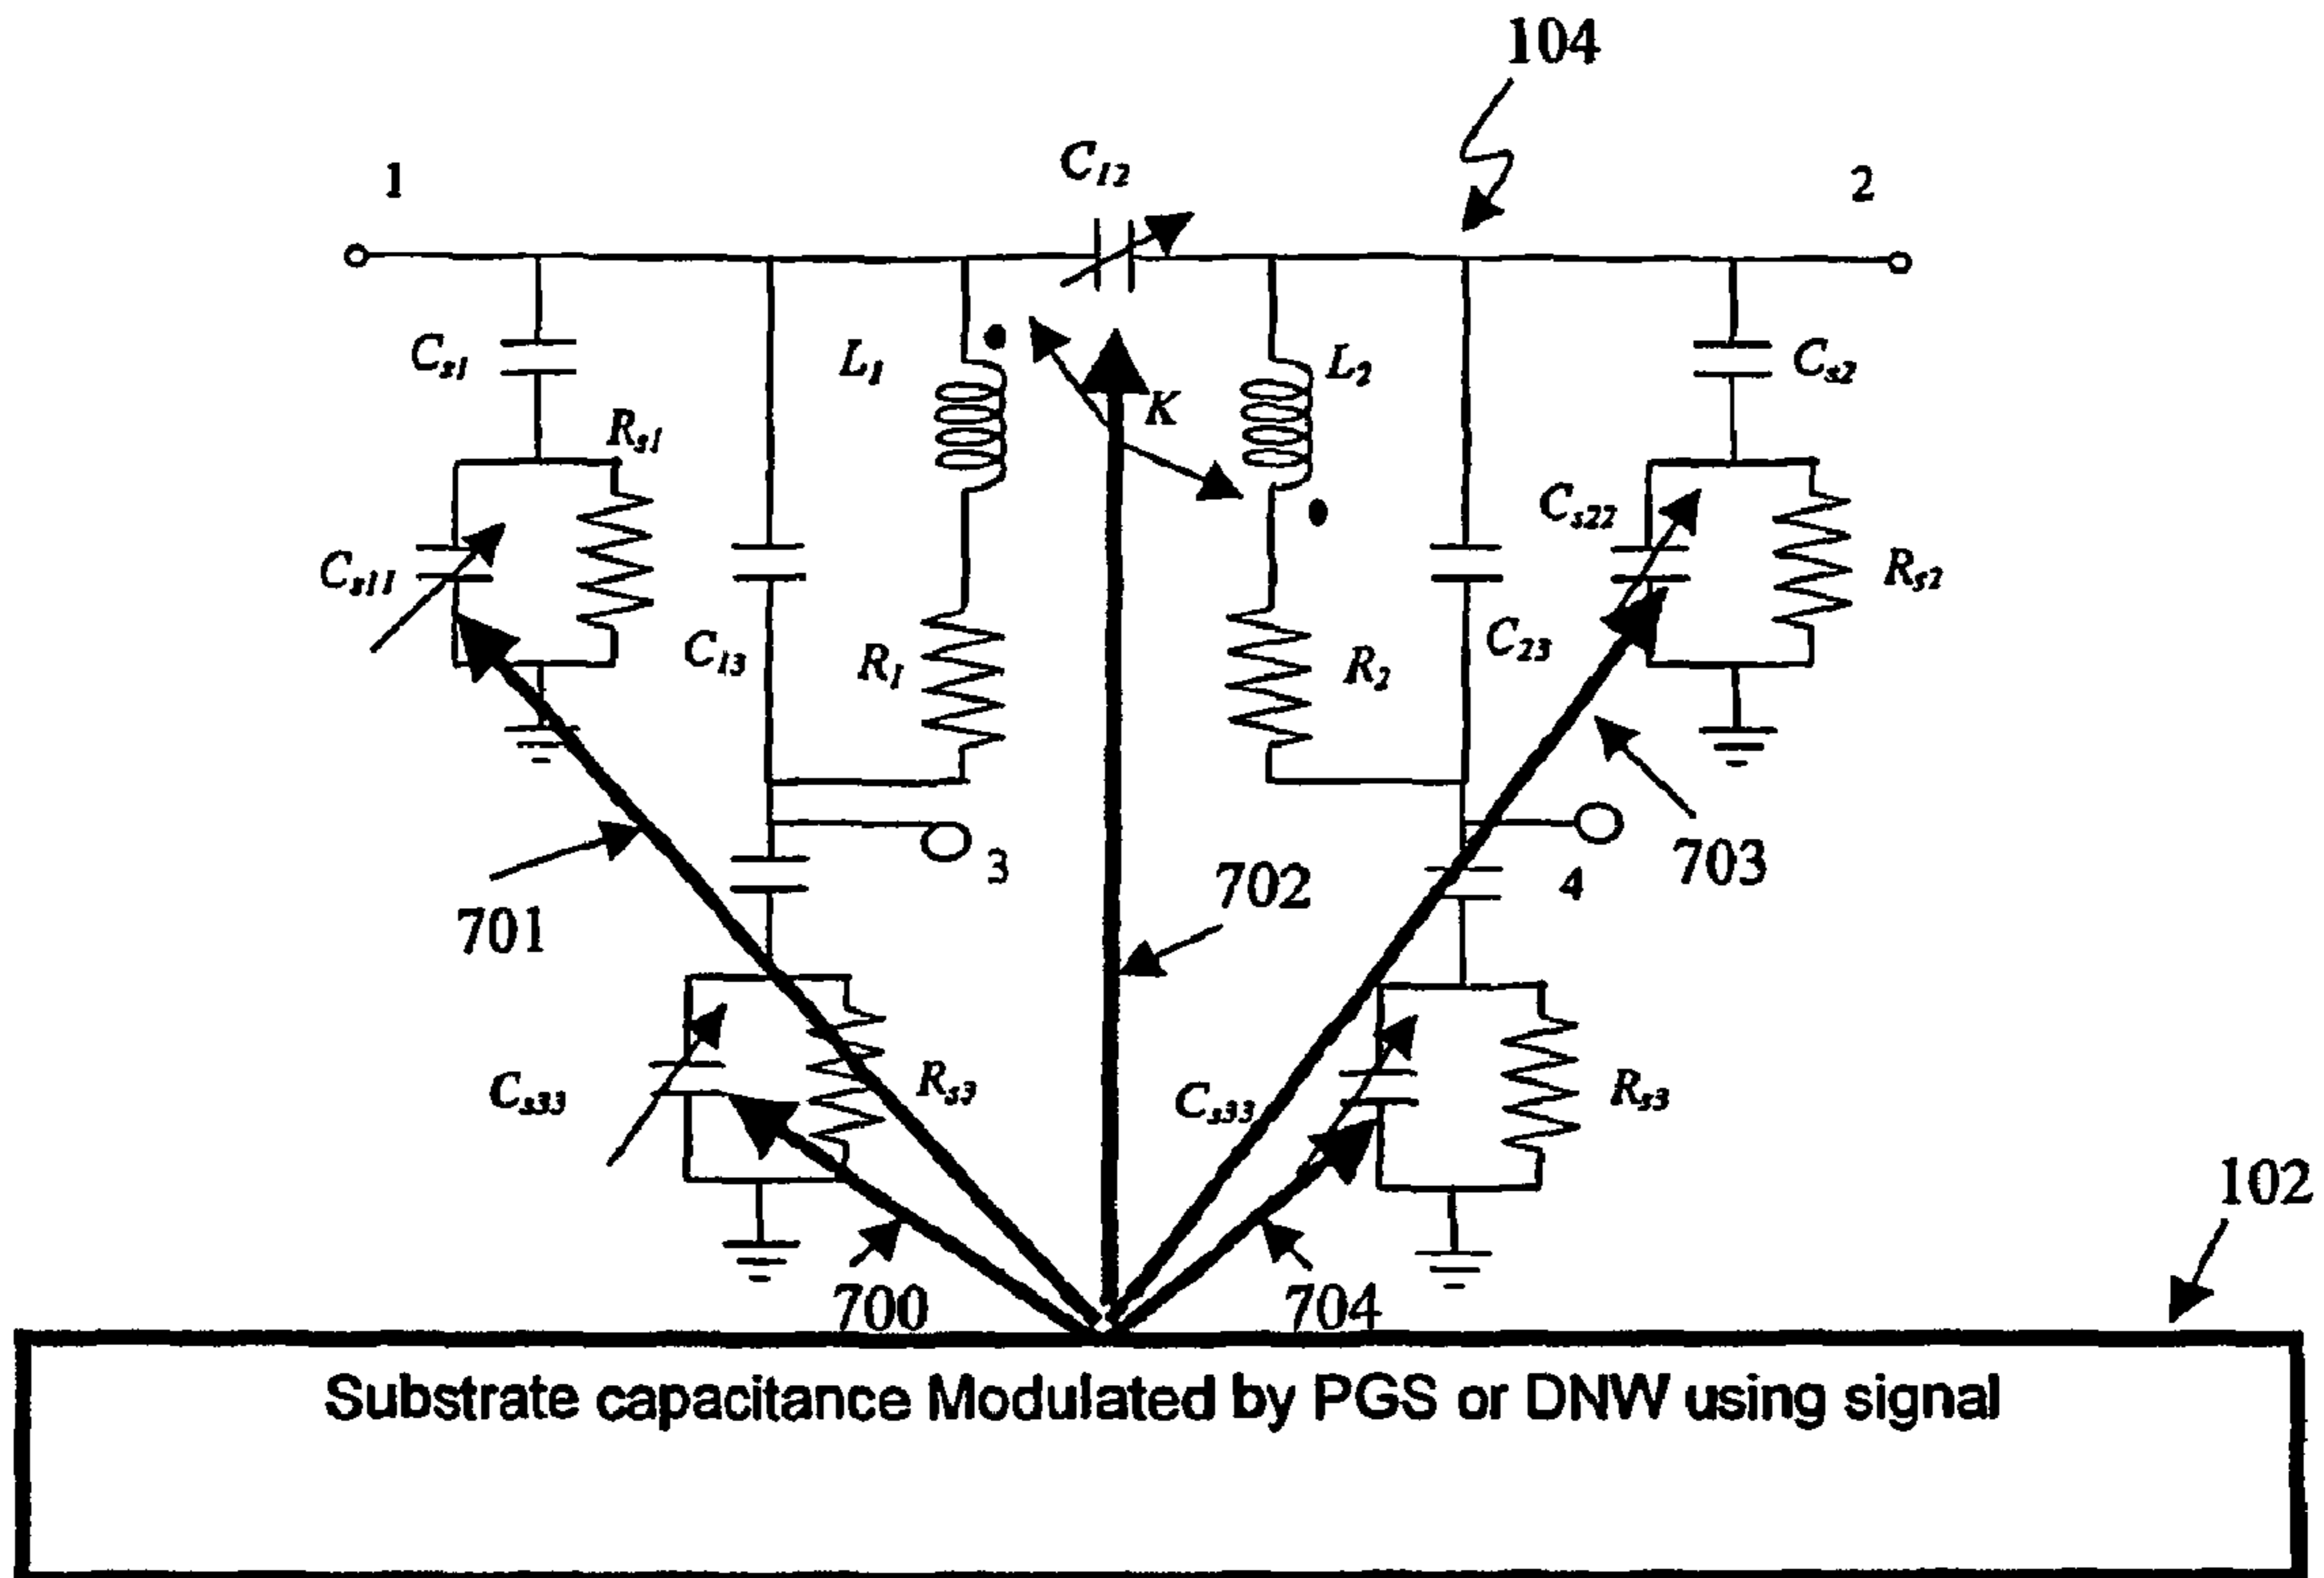 104
1
C12
2
Cs1
L1
K
L2
Cs2
Rs1
Cs11
Cs22
Rs2
C13
R1
R2
C23
3
4
703
701
702
Cs33
Rs3
Cs33
Rs3
102
700
704
Substrate capacitance Modulated by PGS or DNW using signal